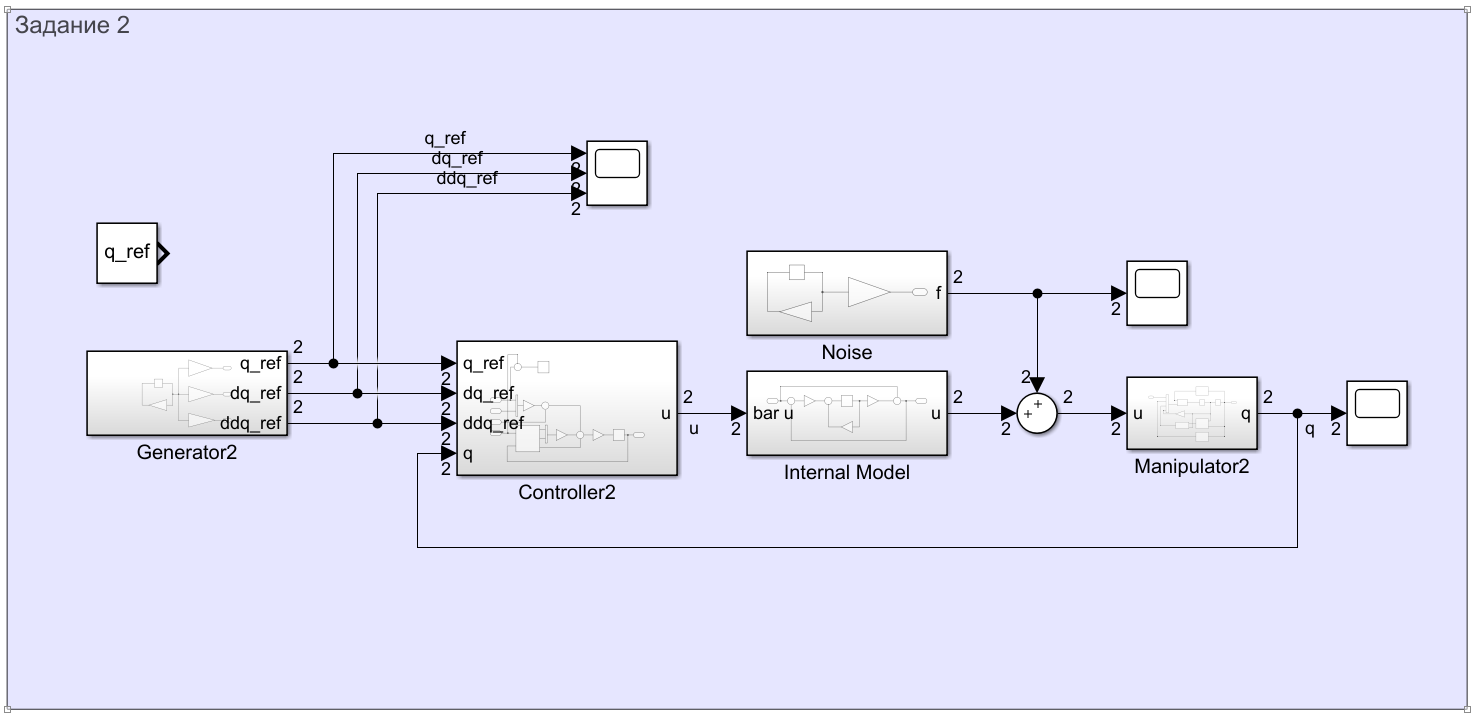 Задание 2
q_ref
dq_ref
2
ddq_ref
2
2
q_ref
2
f
2
Noise
2
q_ref
2
2
q_ref
dq_ref
2
2
dq_ref
ddq_ref
2
2
ddq_ref
2
q
2
u
2
u
2
bar u
u
2
2
2
+
+
2
2
u
q
2
q
2
Generator2
Controller2
Internal Model
Manipulator2